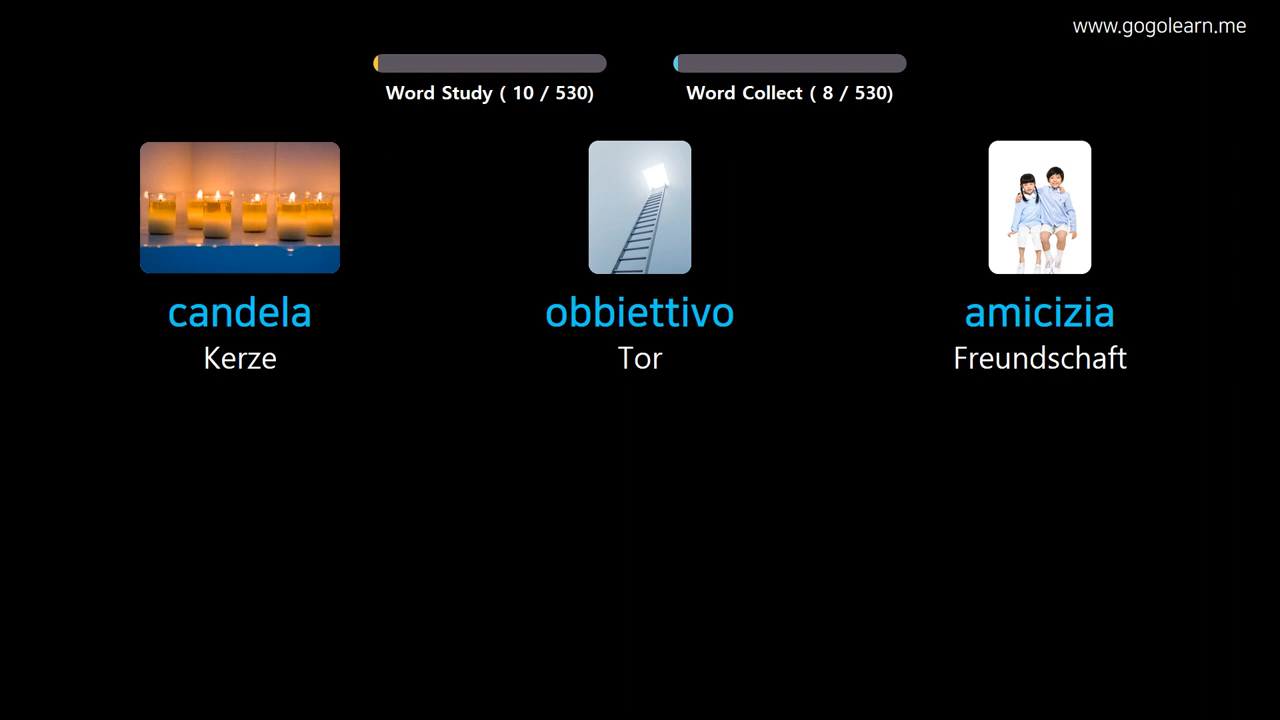 www.gogolearn.me
Word Study ( 10 / 530)
Word Collect ( 8 / 530)
candela
obbiettivo
amicizia
Kerze
Tor
Freundschaft